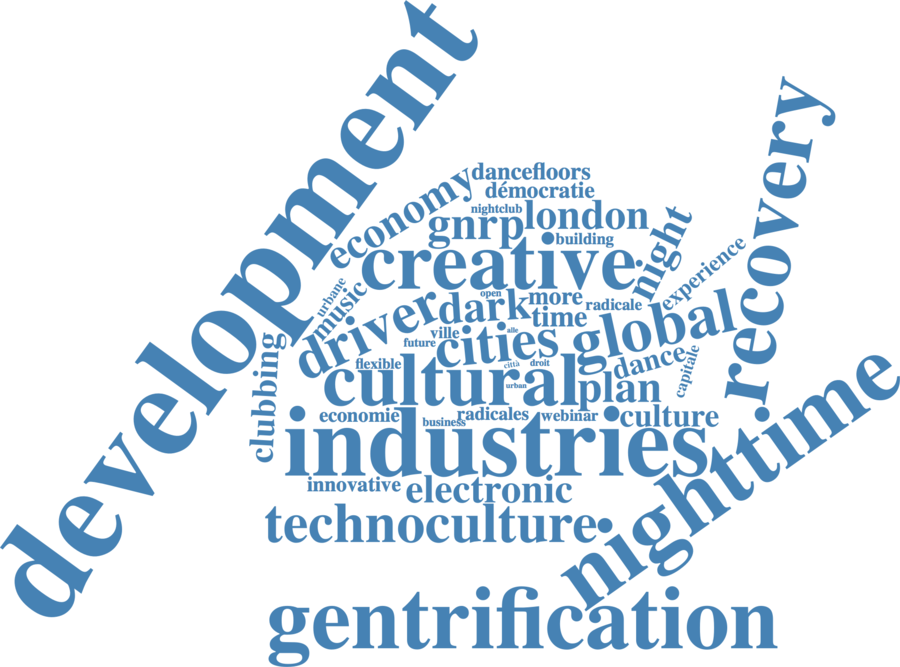 development
dancefloors
démocratie
economy
nightclub
london
gnrp
building
recovery
night
creative
experience
urbane
music
open
more
radicale
driver
dark
time
global
ville
alle
future
cities
clubbing
flexible
città
droit
dance
capitale
cultural
urban
plan
nighttime
economie
radicales
webinar
culture
business
industries
innovative
electronic
technoculture
gentrification